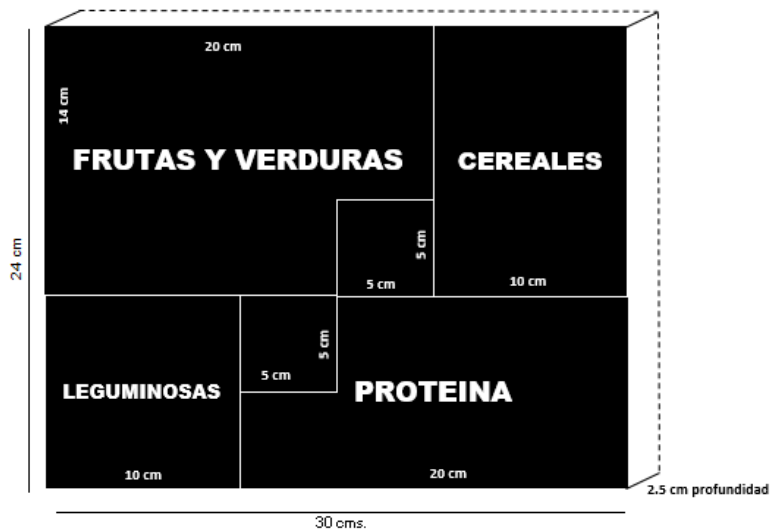 20 cm
14 cm
FRUTAS Y VERDURAS
CEREALES
24 cm
5 cm
5 cm
10 cm
5 cm
5 cm
LEGUMINOSAS
PROTEINA
10 cm
20 cm
2.5 cm profundidad
30 cms.